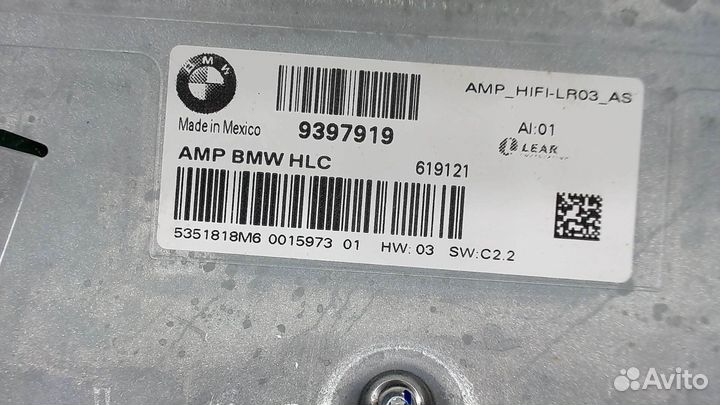 BMW
AMP_HIFI-LR03_AS
Made in Mexico
9397919
AI:01
LEAR
AMP BMW HLC
619121
5351818M6 0015973 01 HW:03 SW:C2.2
Avito